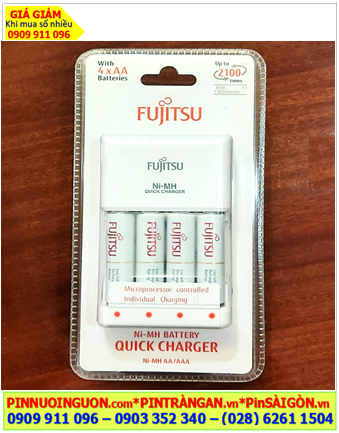 GIÁ GIẢM
Khi mua số nhiều
0909 911 096
With
4 x AA
Batteries
Up to
2100
times
FUJITSU
FUJITSU
Ni-MH
QUICK CHARGER
FUJITSU FUJITSU FUJITSU FUJITSU
Microprocessor controlled
Individual Charging
Ni-MH BATTERY
QUICK CHARGER
Ni-MH AA/AAA
PINNUOINGUON.com*PINTRÀNGAN.vn*PinSÀIGÒN.vn
0909 911 096 – 0903 352 340 – (028) 6261 1504